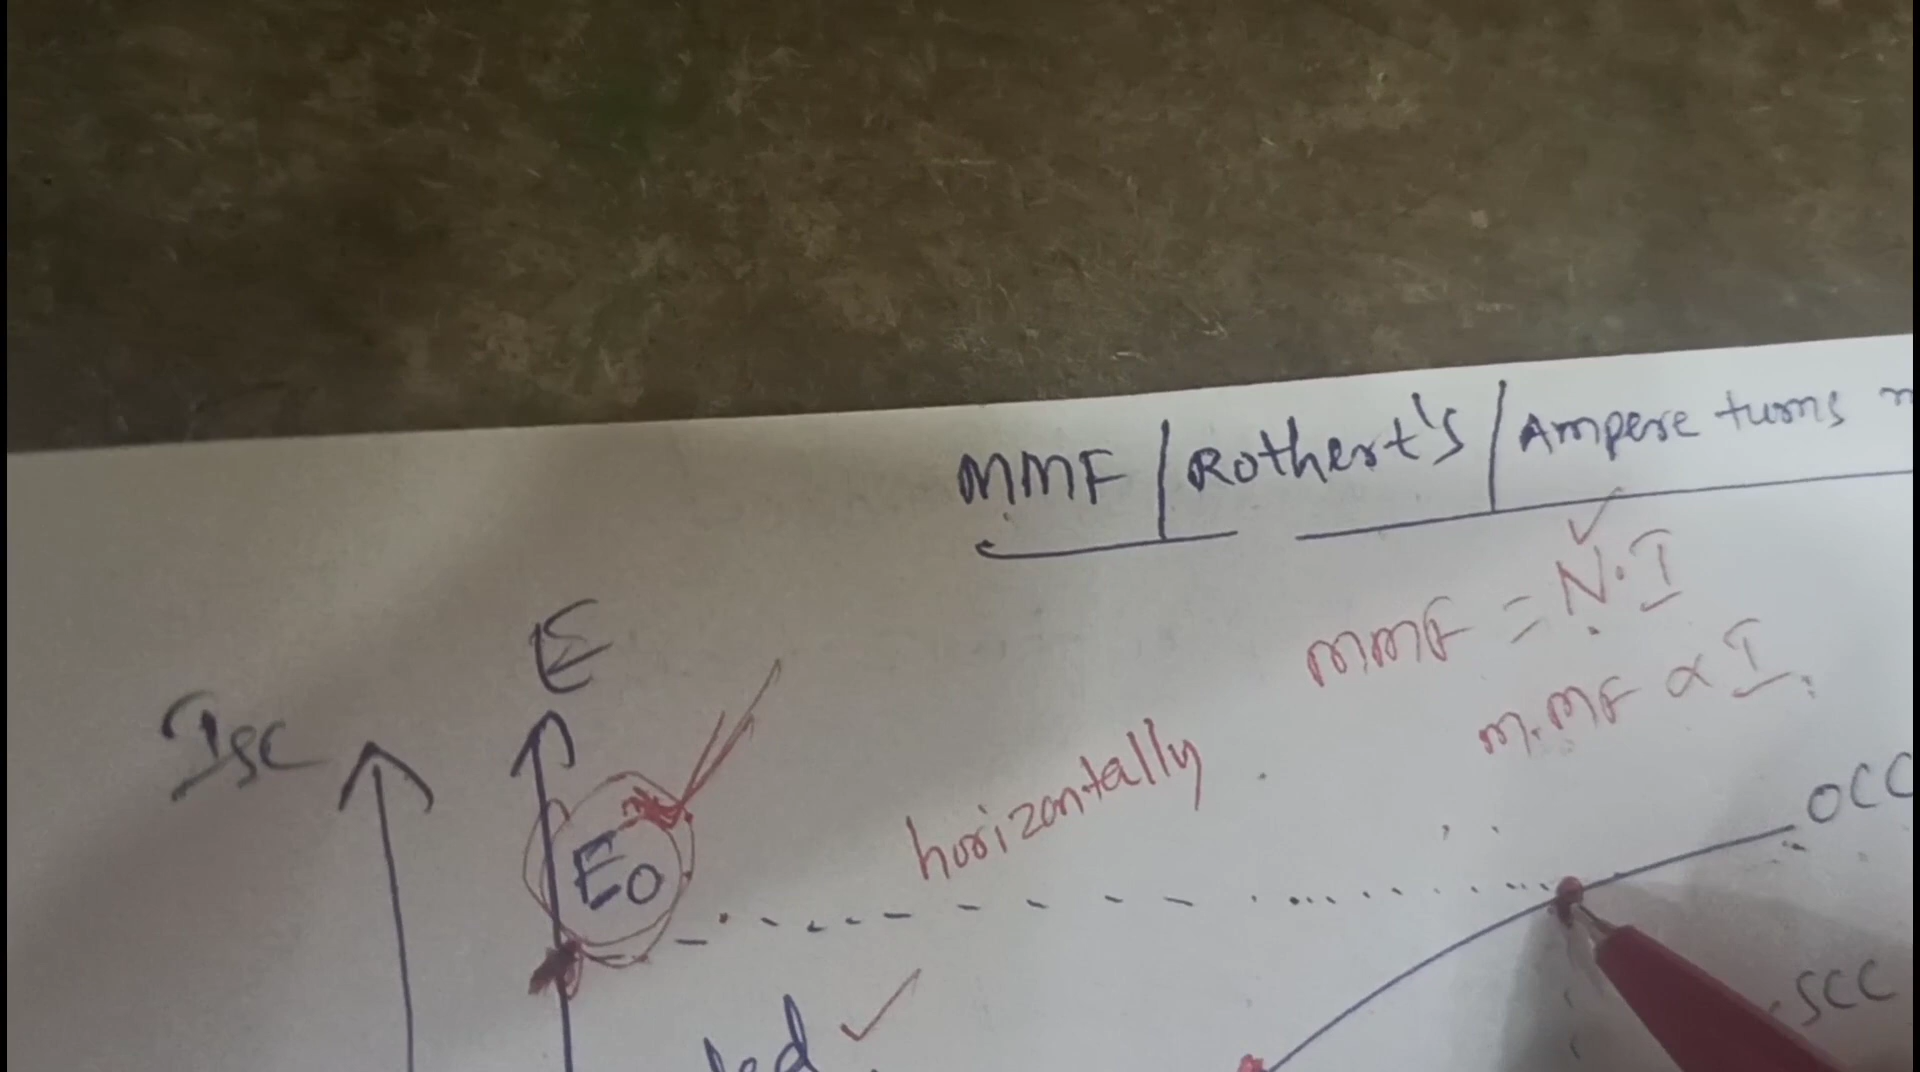 MMF / Rothert's / Ampere turns
MMF = N·I
M.MF ∝ I
E
Isc
horizontally
E0
OCC
SCC